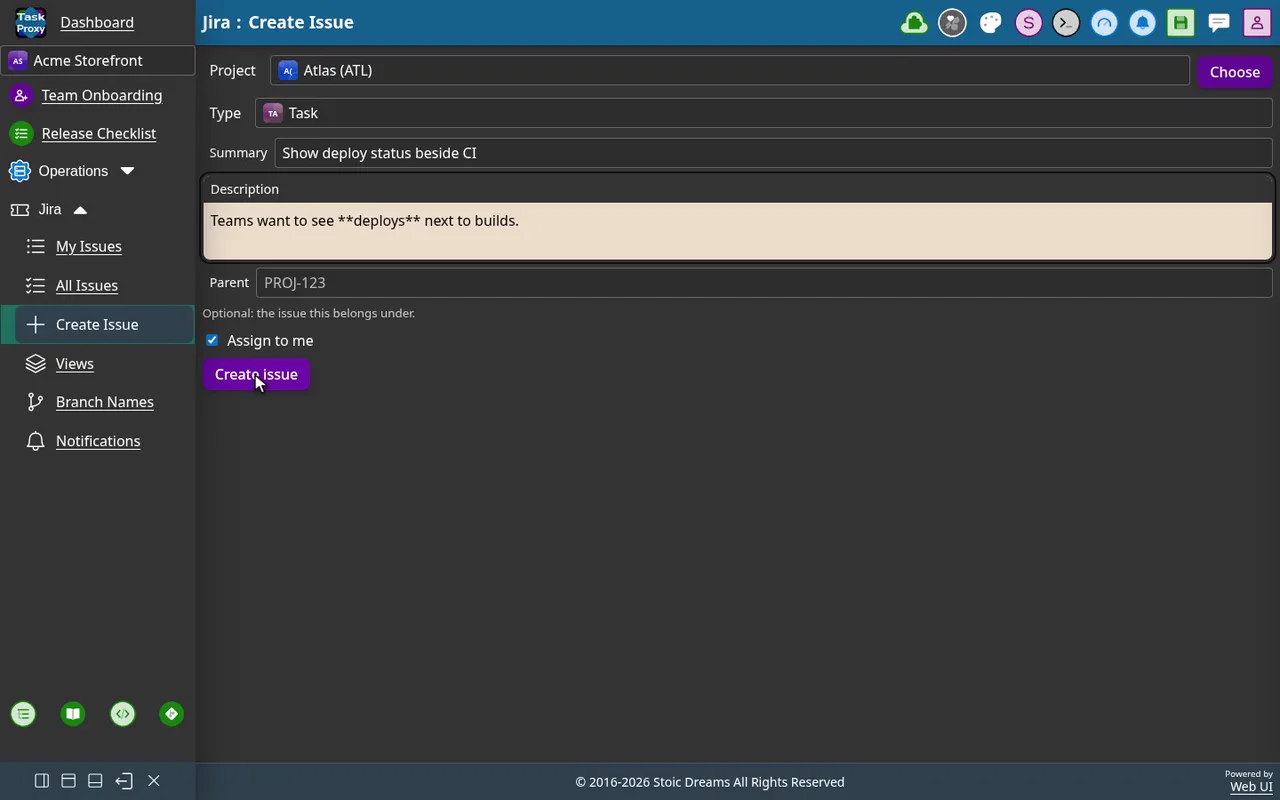 Task Proxy
Dashboard
Jira : Create Issue
S
AS
Acme Storefront
Project
A(
Atlas (ATL)
Choose
Team Onboarding
Type
TA
Task
Release Checklist
Summary
Show deploy status beside CI
Operations
Description
Jira
Teams want to see **deploys** next to builds.
My Issues
All Issues
Parent
PROJ-123
Optional: the issue this belongs under.
Create Issue
Assign to me
Views
Create issue
Branch Names
Notifications
© 2016-2026 Stoic Dreams All Rights Reserved
Powered by
Web UI